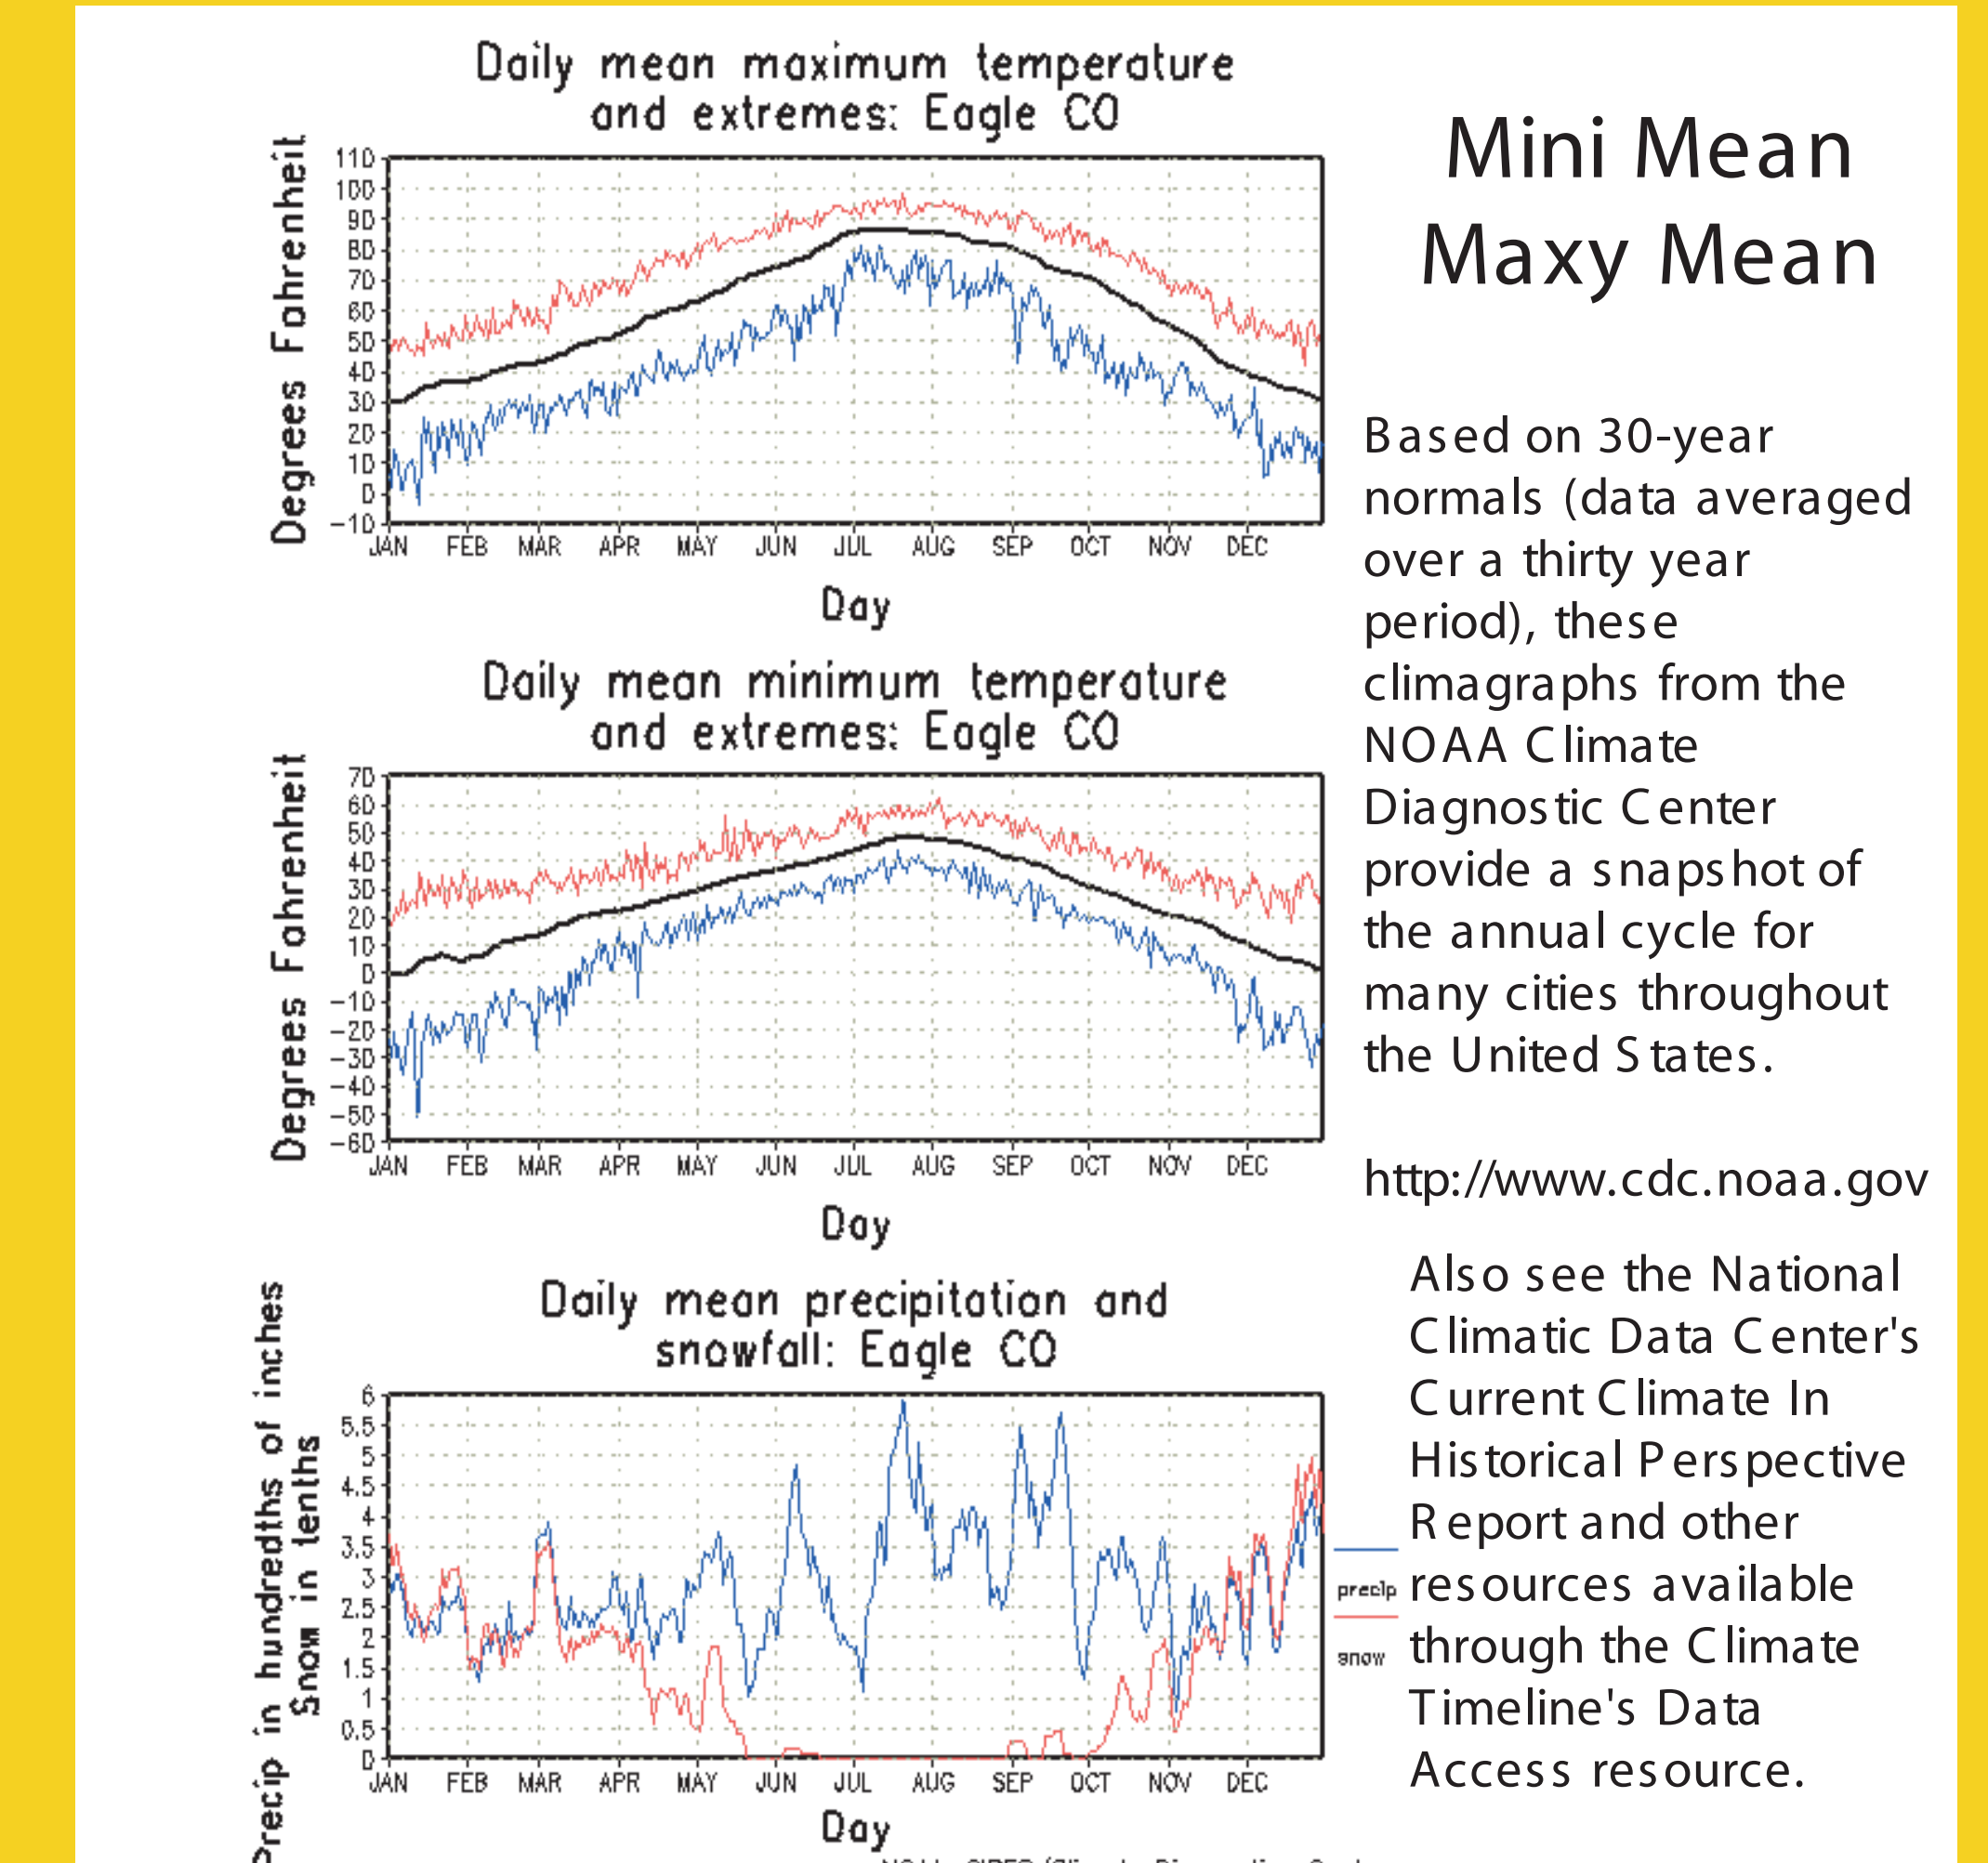 Daily mean maximum temperature
and extremes: Eagle CO
Degrees Fahrenheit
110
100
90
80
70
60
50
40
30
20
10
0
-10
JAN FEB MAR APR MAY JUN JUL AUG SEP OCT NOV DEC
Day
Daily mean minimum temperature
and extremes: Eagle CO
Degrees Fahrenheit
70
60
50
40
30
20
10
0
-10
-20
-30
-40
-50
-60
JAN FEB MAR APR MAY JUN JUL AUG SEP OCT NOV DEC
Day
Daily mean precipitation and
snowfall: Eagle CO
Precip in hundredths of inches
Snow in tenths
6
5.5
5
4.5
4
3.5
3
2.5
2
1.5
1
0.5
0
JAN FEB MAR APR MAY JUN JUL AUG SEP OCT NOV DEC
Day
precip
snow
Mini Mean
Maxy Mean
Based on 30-year
normals (data averaged
over a thirty year
period), these
climagraphs from the
NOAA Climate
Diagnostic Center
provide a snapshot of
the annual cycle for
many cities throughout
the United States.
http://www.cdc.noaa.gov
Also see the National
Climatic Data Center's
Current Climate In
Historical Perspective
Report and other
resources available
through the Climate
Timeline's Data
Access resource.